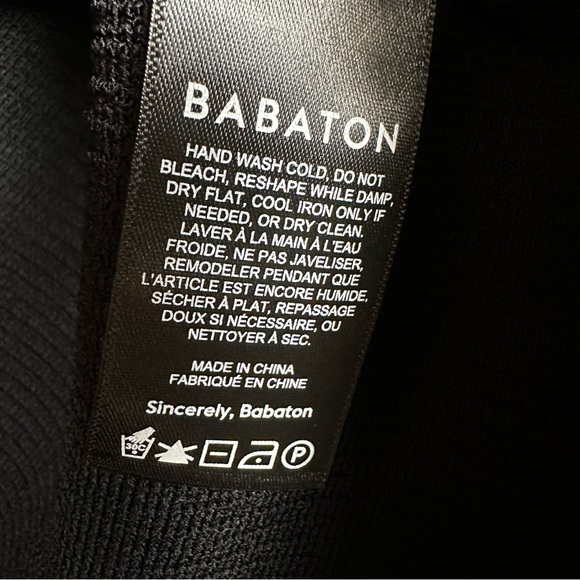 BABATON
HAND WASH COLD, DO NOT
BLEACH, RESHAPE WHILE DAMP,
DRY FLAT, COOL IRON ONLY IF
NEEDED, OR DRY CLEAN.
LAVER À LA MAIN À L'EAU
FROIDE, NE PAS JAVELISER,
REMODELER PENDANT QUE
L'ARTICLE EST ENCORE HUMIDE,
SÉCHER À PLAT, REPASSAGE
DOUX SI NÉCESSAIRE, OU
NETTOYER À SEC.
MADE IN CHINA
FABRIQUÉ EN CHINE
Sincerely, Babaton
30C P